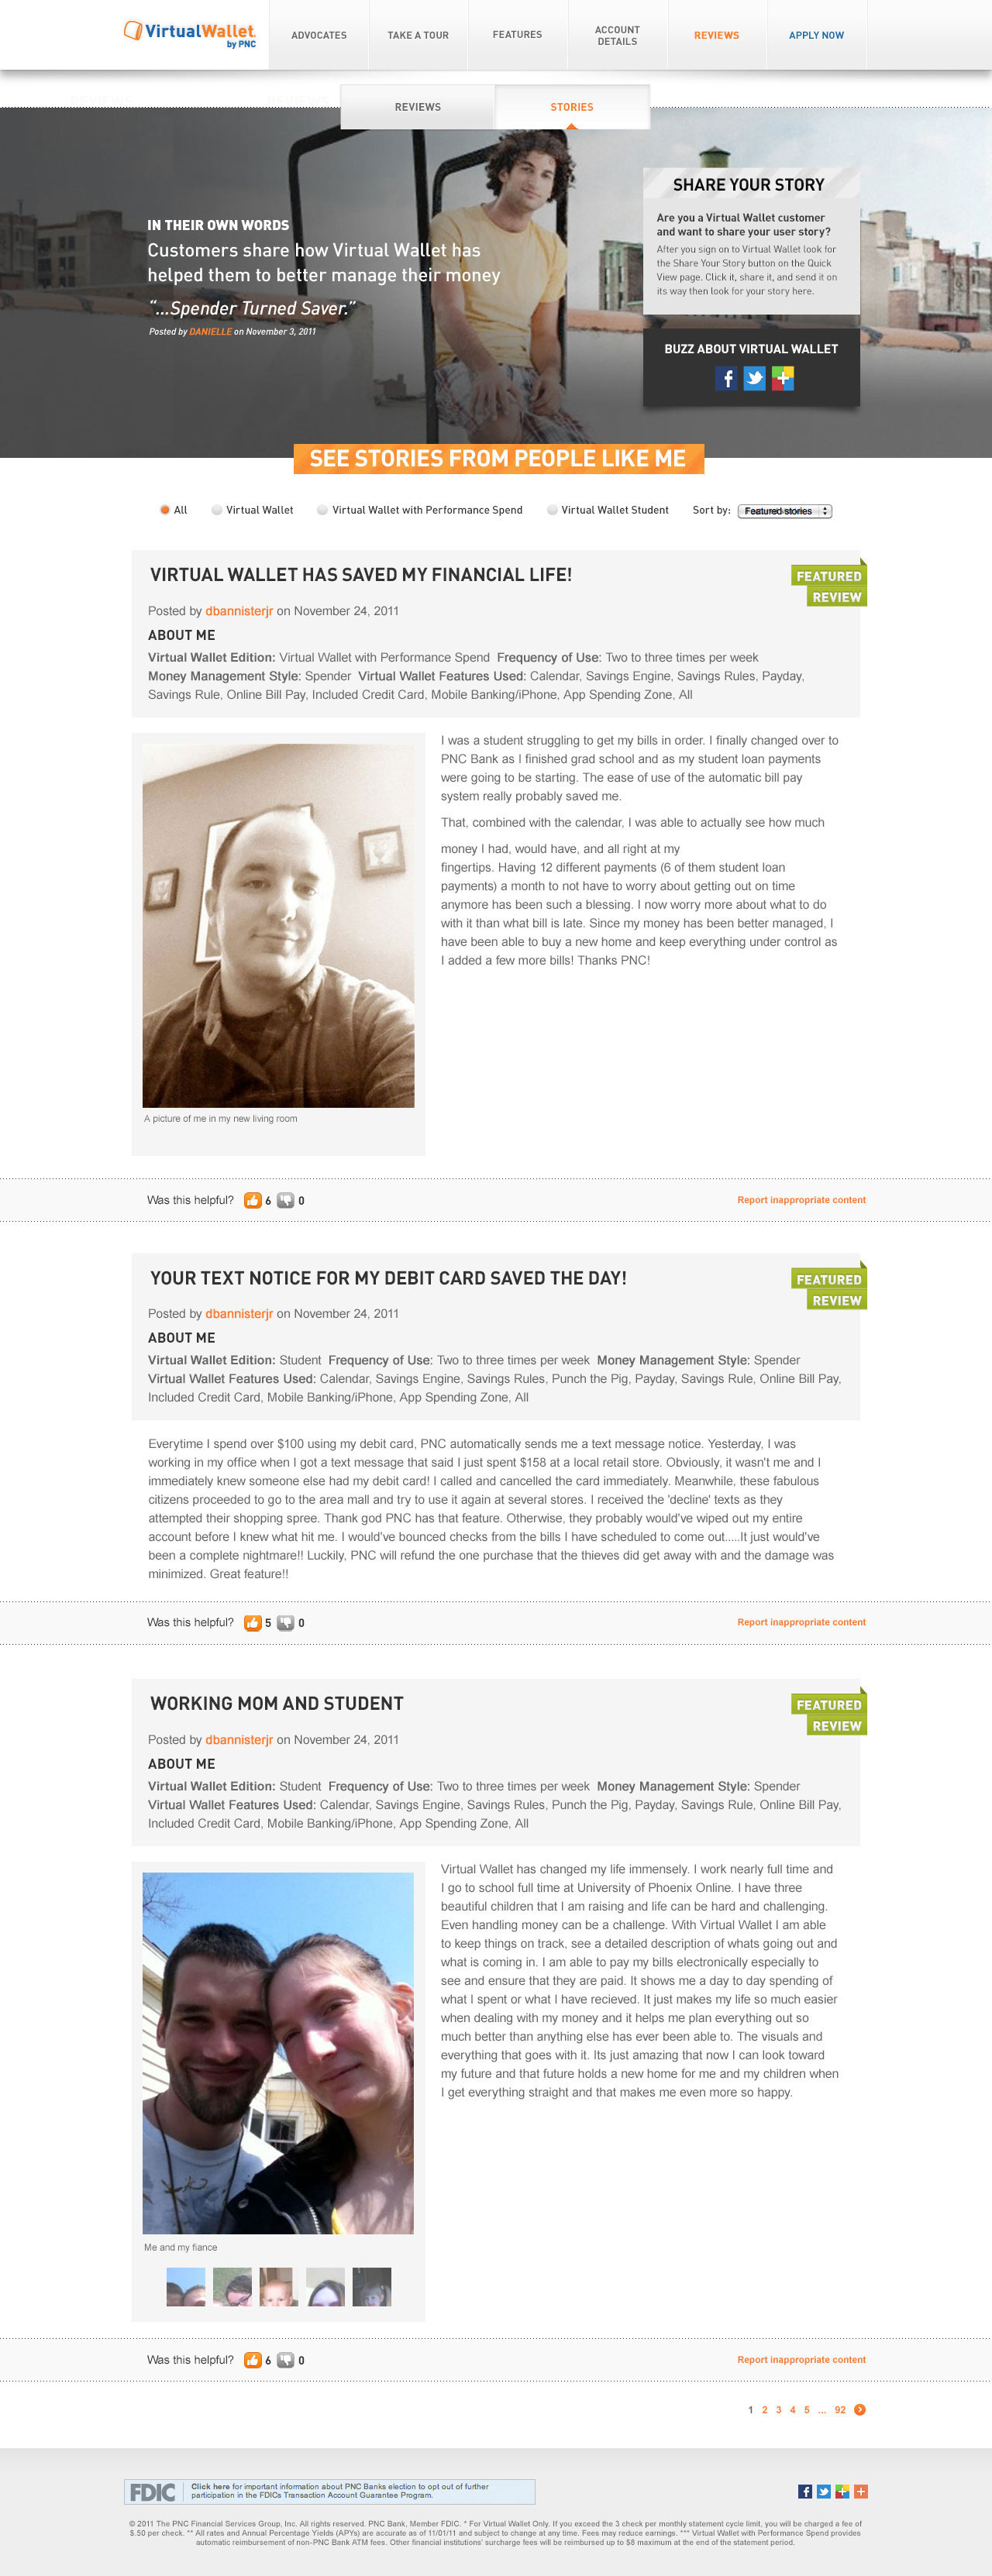 VirtualWallet.
by PNC
ADVOCATES
TAKE A TOUR
FEATURES
ACCOUNT
DETAILS
REVIEWS
APPLY NOW
REVIEWS
STORIES
IN THEIR OWN WORDS
Customers share how Virtual Wallet has
helped them to better manage their money
“...Spender Turned Saver.”
Posted by DANIELLE on November 3, 2011
SHARE YOUR STORY
Are you a Virtual Wallet customer
and want to share your user story?
After you sign on to Virtual Wallet look for
the Share Your Story button on the Quick
View page. Click it, share it, and send it on
its way then look for your story here.
BUZZ ABOUT VIRTUAL WALLET
SEE STORIES FROM PEOPLE LIKE ME
All Virtual Wallet Virtual Wallet with Performance Spend Virtual Wallet Student Sort by: Featured stories
VIRTUAL WALLET HAS SAVED MY FINANCIAL LIFE!
FEATURED
REVIEW
Posted by dbannisterjr on November 24, 2011
ABOUT ME
Virtual Wallet Edition: Virtual Wallet with Performance Spend Frequency of Use: Two to three times per week
Money Management Style: Spender Virtual Wallet Features Used: Calendar, Savings Engine, Savings Rules, Payday,
Savings Rule, Online Bill Pay, Included Credit Card, Mobile Banking/iPhone, App Spending Zone, All
I was a student struggling to get my bills in order. I finally changed over to
PNC Bank as I finished grad school and as my student loan payments
were going to be starting. The ease of use of the automatic bill pay
system really probably saved me.
That, combined with the calendar, I was able to actually see how much
money I had, would have, and all right at my
fingertips. Having 12 different payments (6 of them student loan
payments) a month to not have to worry about getting out on time
anymore has been such a blessing. I now worry more about what to do
with it than what bill is late. Since my money has been better managed, I
have been able to buy a new home and keep everything under control as
I added a few more bills! Thanks PNC!
A picture of me in my new living room
Was this helpful? 6 0
Report inappropriate content
YOUR TEXT NOTICE FOR MY DEBIT CARD SAVED THE DAY!
FEATURED
REVIEW
Posted by dbannisterjr on November 24, 2011
ABOUT ME
Virtual Wallet Edition: Student Frequency of Use: Two to three times per week Money Management Style: Spender
Virtual Wallet Features Used: Calendar, Savings Engine, Savings Rules, Punch the Pig, Payday, Savings Rule, Online Bill Pay,
Included Credit Card, Mobile Banking/iPhone, App Spending Zone, All
Everytime I spend over $100 using my debit card, PNC automatically sends me a text message notice. Yesterday, I was
working in my office when I got a text message that said I just spent $158 at a local retail store. Obviously, it wasn't me and I
immediately knew someone else had my debit card! I called and cancelled the card immediately. Meanwhile, these fabulous
citizens proceeded to go to the area mall and try to use it again at several stores. I received the 'decline' texts as they
attempted their shopping spree. Thank god PNC has that feature. Otherwise, they probably would've wiped out my entire
account before I knew what hit me. I would've bounced checks from the bills I have scheduled to come out.....It just would've
been a complete nightmare!! Luckily, PNC will refund the one purchase that the thieves did get away with and the damage was
minimized. Great feature!!
Was this helpful? 5 0
Report inappropriate content
WORKING MOM AND STUDENT
FEATURED
REVIEW
Posted by dbannisterjr on November 24, 2011
ABOUT ME
Virtual Wallet Edition: Student Frequency of Use: Two to three times per week Money Management Style: Spender
Virtual Wallet Features Used: Calendar, Savings Engine, Savings Rules, Punch the Pig, Payday, Savings Rule, Online Bill Pay,
Included Credit Card, Mobile Banking/iPhone, App Spending Zone, All
Virtual Wallet has changed my life immensely. I work nearly full time and
I go to school full time at University of Phoenix Online. I have three
beautiful children that I am raising and life can be hard and challenging.
Even handling money can be a challenge. With Virtual Wallet I am able
to keep things on track, see a detailed description of whats going out and
what is coming in. I am able to pay my bills electronically especially to
see and ensure that they are paid. It shows me a day to day spending of
what I spent or what I have recieved. It just makes my life so much easier
when dealing with my money and it helps me plan everything out so
much better than anything else has ever been able to. The visuals and
everything that goes with it. Its just amazing that now I can look toward
my future and that future holds a new home for me and my children when
I get everything straight and that makes me even more so happy.
Me and my fiance
Was this helpful? 6 0
Report inappropriate content
1 2 3 4 5 ... 92
FDIC
Click here for important information about PNC Banks election to opt out of further
participation in the FDICs Transaction Account Guarantee Program.
© 2011 The PNC Financial Services Group, Inc. All rights reserved. PNC Bank, Member FDIC. * For Virtual Wallet Only. If you exceed the 3 check per monthly statement cycle limit, you will be charged a fee of
$.50 per check. ** All rates and Annual Percentage Yields (APYs) are accurate as of 11/01/11 and subject to change at any time. Fees may reduce earnings. *** Virtual Wallet with Performance Spend provides
automatic reimbursement of non-PNC Bank ATM fees. Other financial institutions' surcharge fees will be reimbursed up to $8 maximum at the end of the statement period.